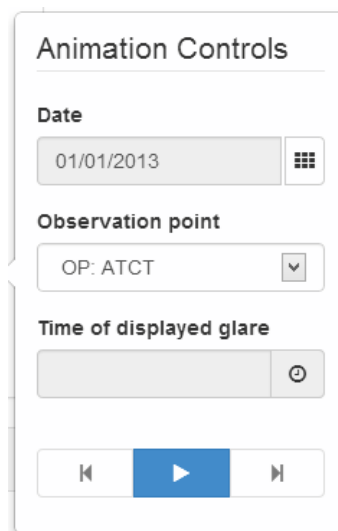 Animation Controls
Date
01/01/2013
Observation point
OP: ATCT
Time of displayed glare